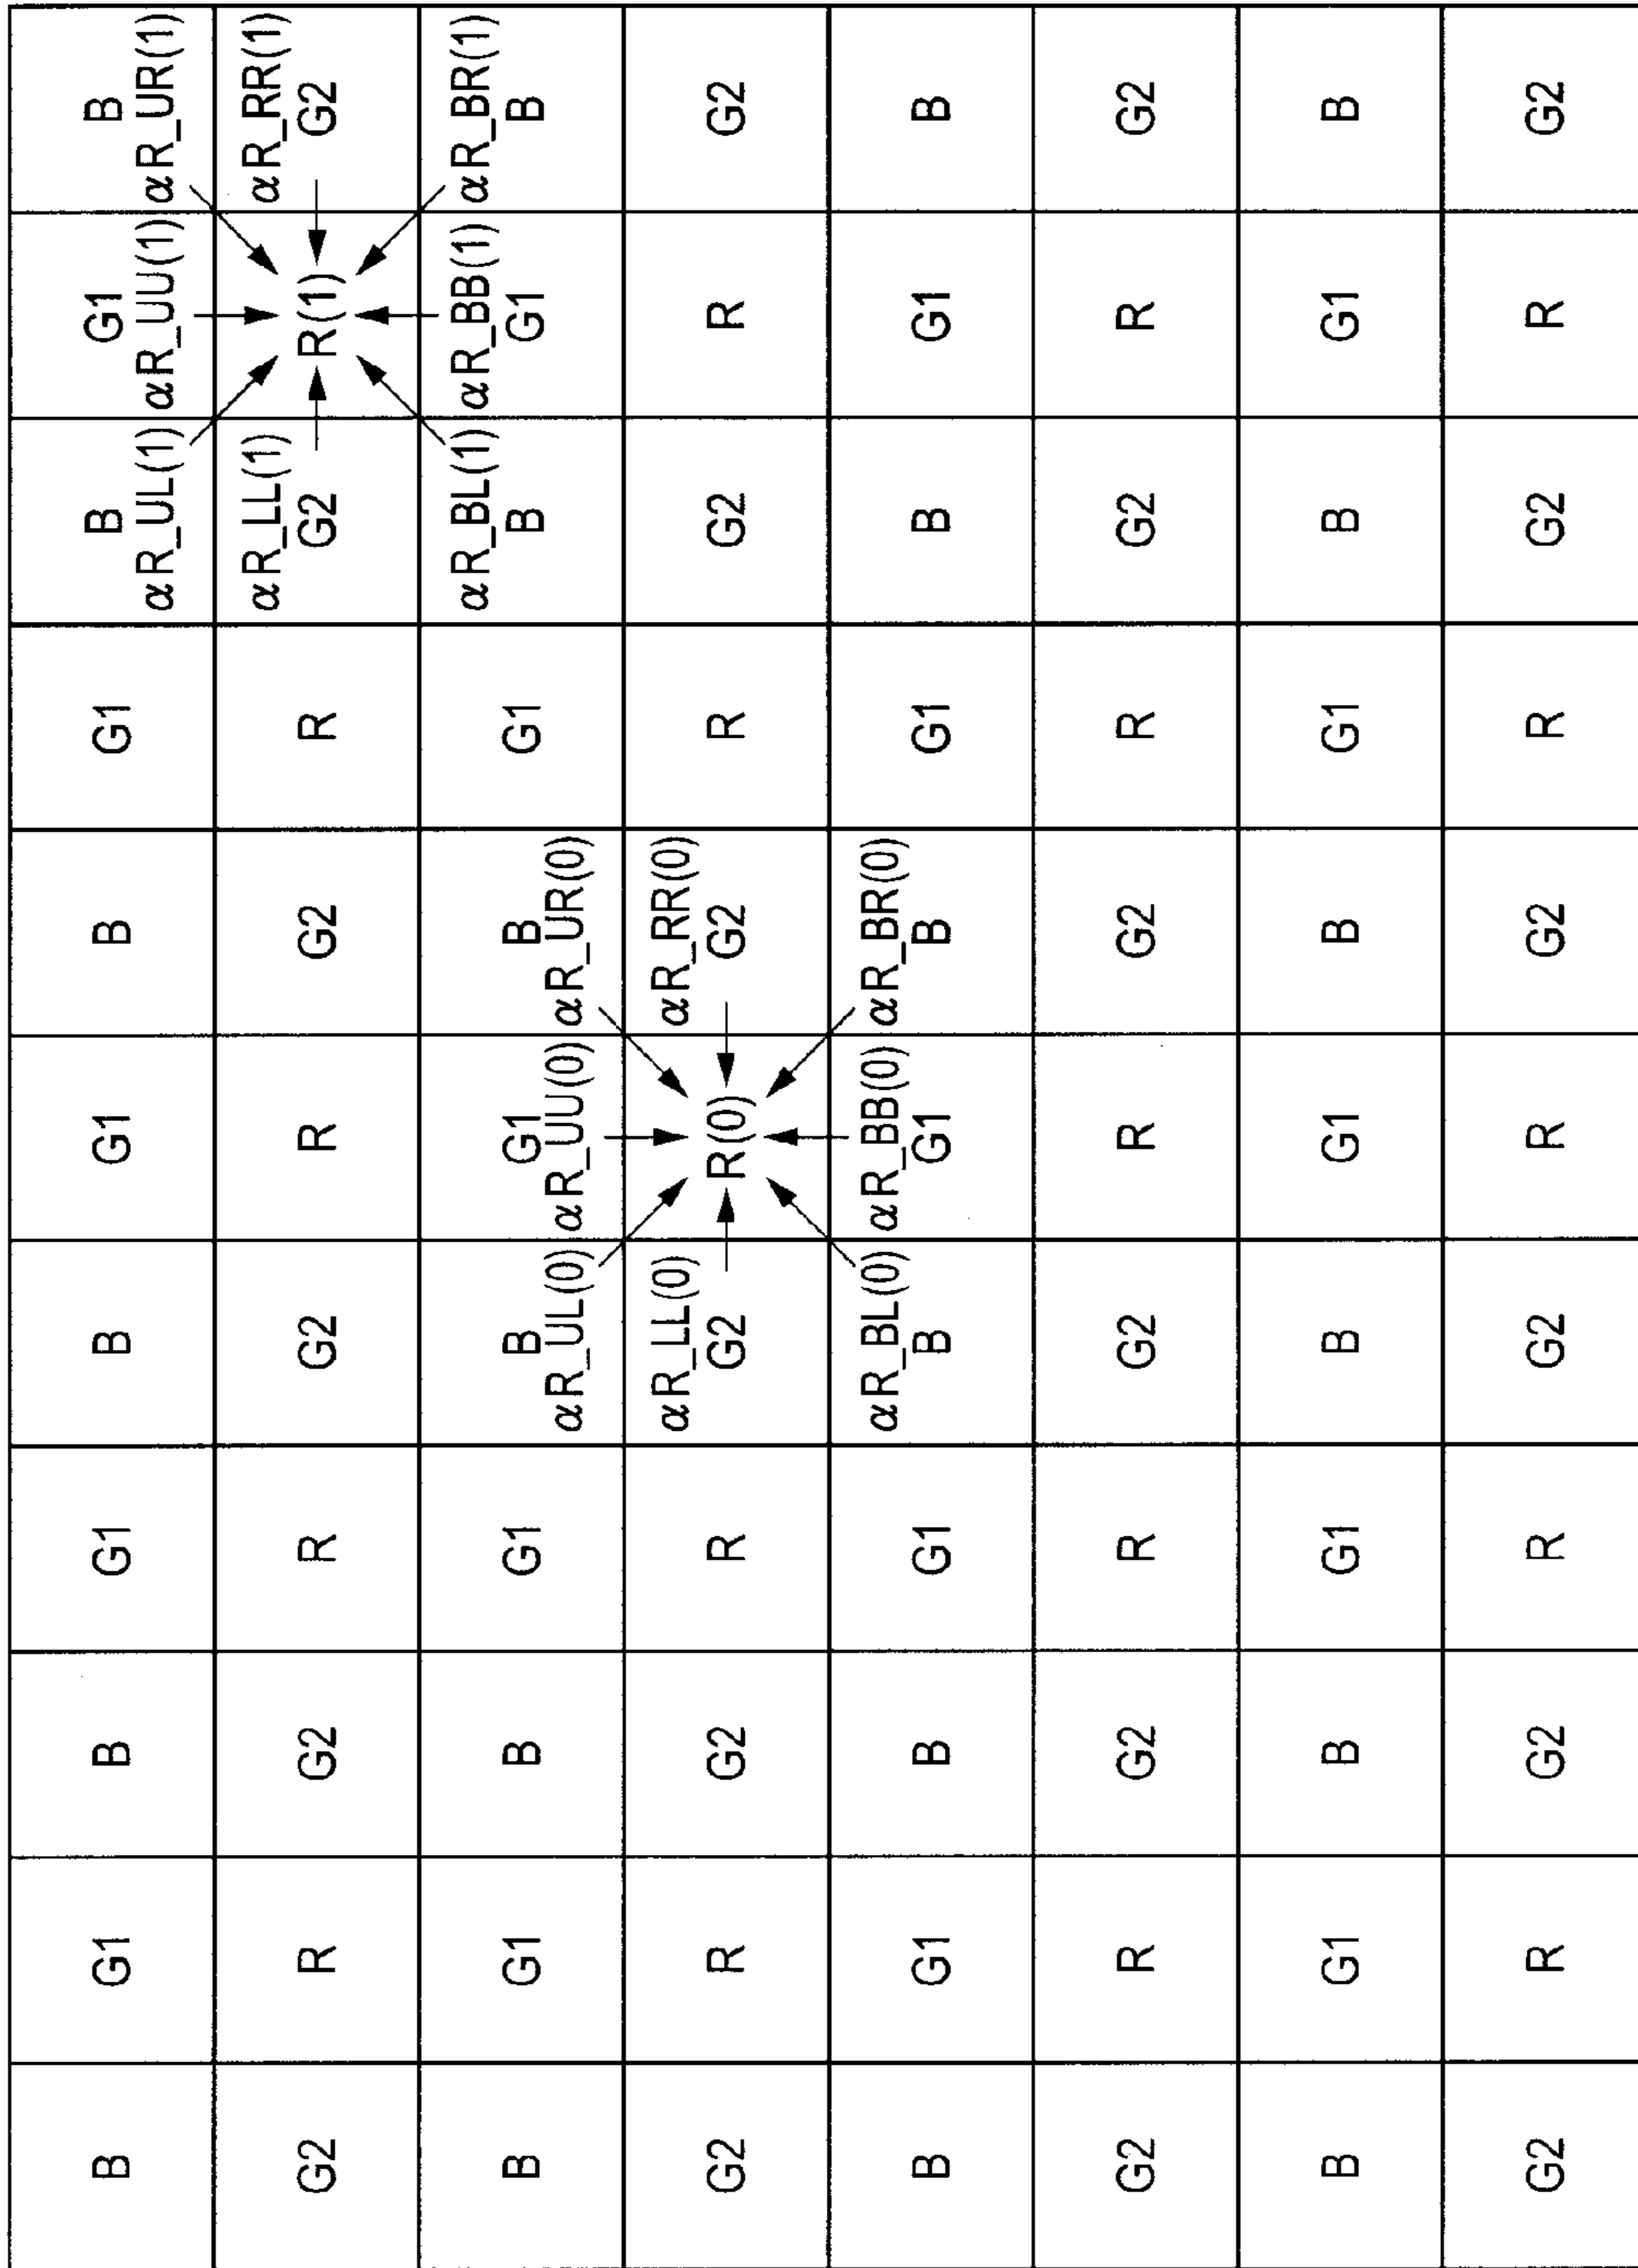 B G1 B G1 B G1 B G1 B G1 B
αR_UL(1) αR_UU(1) αR_UR(1)
αR_LL(1) αR_RR(1)
G2 R G2 R G2 R G2 R G2 R(1) G2
αR_BL(1) αR_BB(1) αR_BR(1)
B G1 B G1 B G1 B G1 B G1 B
αR_UL(0) αR_UU(0) αR_UR(0)
αR_LL(0) αR_RR(0)
G2 R G2 R G2 R(0) G2 R G2 R G2
αR_BL(0) αR_BB(0) αR_BR(0)
B G1 B G1 B G1 B G1 B G1 B
G2 R G2 R G2 R G2 R G2 R G2
B G1 B G1 B G1 B G1 B G1 B
G2 R G2 R G2 R G2 R G2 R G2